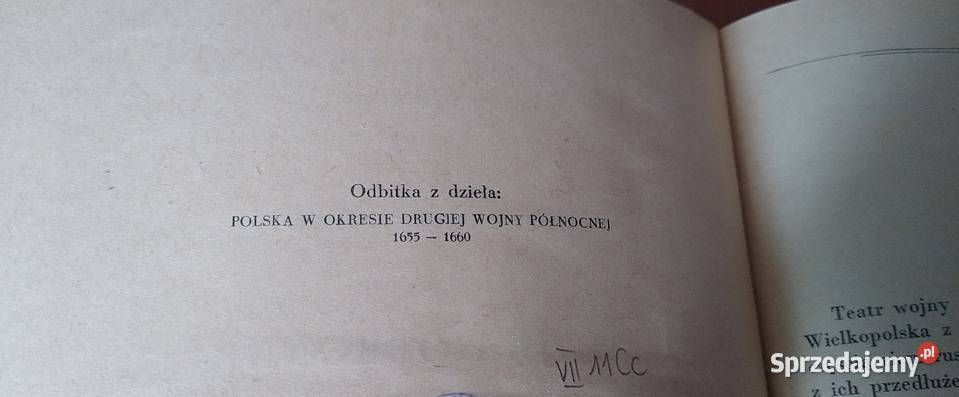 Odbitka z dzieła:
POLSKA W OKRESIE DRUGIEJ WOJNY PÓŁNOCNEJ
1655 — 1660
VII 11Cc
Teatr wojny
Wielkopolska z
z ich przedłuże
Sprzedajemy.pl